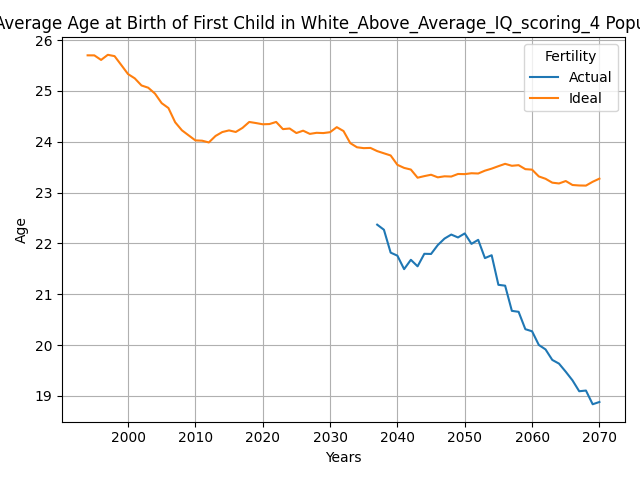 Average Age at Birth of First Child in White_Above_Average_IQ_scoring_4 Popu
26
25
24
23
22
21
20
19
Age
Fertility
Actual
Ideal
2000 2010 2020 2030 2040 2050 2060 2070
Years